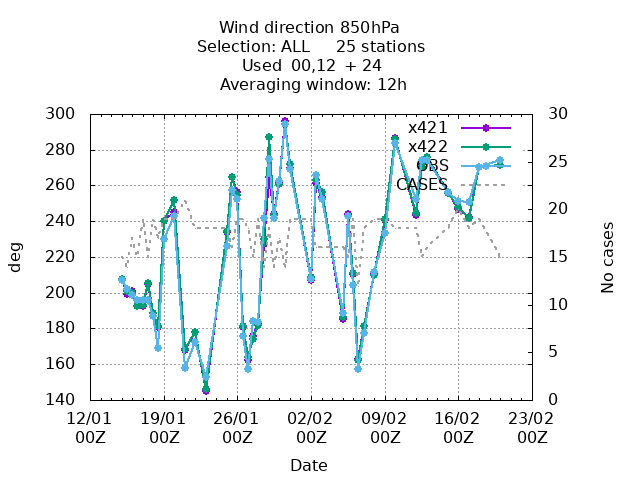 Wind direction 850hPa
Selection: ALL 25 stations
Used 00,12 + 24
Averaging window: 12h
300 30
x421
280
x422
25
OBS
260
CASES
240
20
220
15
200
10
180
5
160
140 0
deg
No cases
12/01 19/01 26/01 02/02 09/02 16/02 23/02
00Z 00Z 00Z 00Z 00Z 00Z 00Z
Date